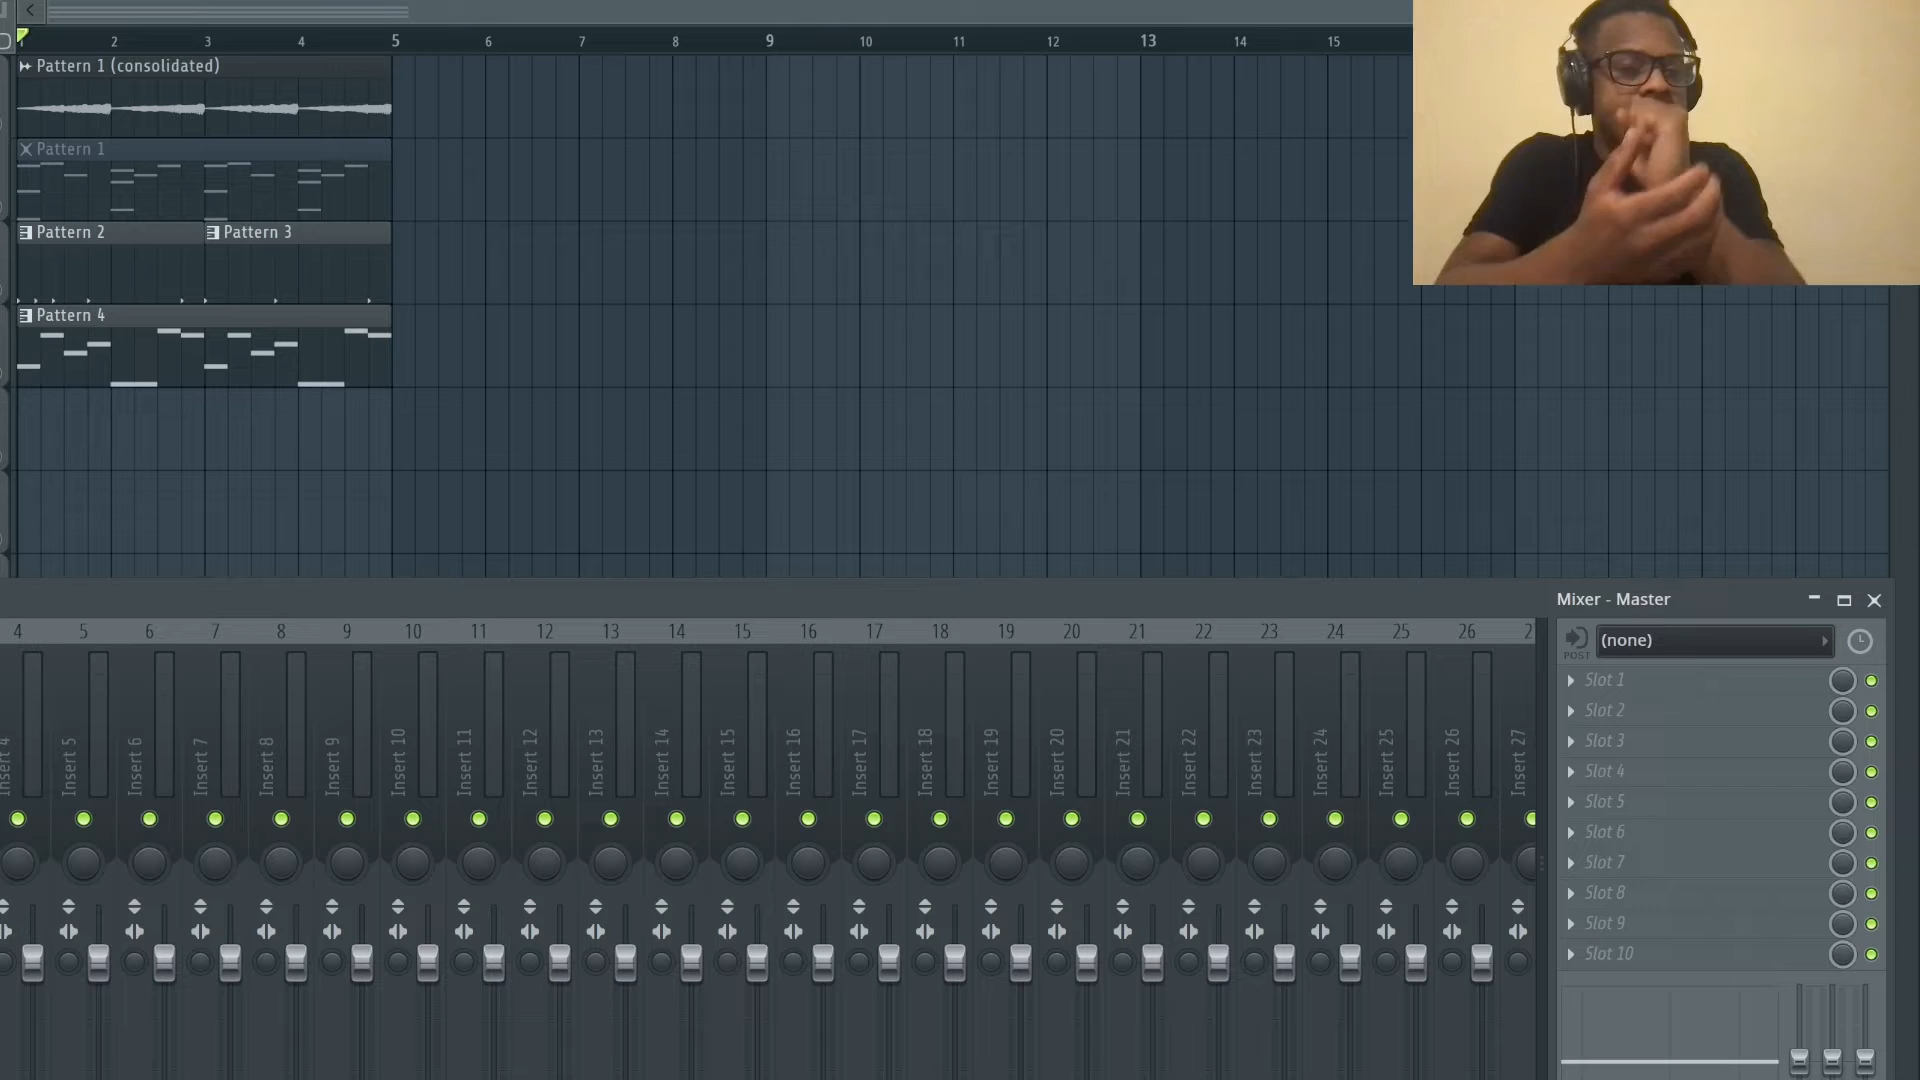 1 2 3 4 5 6 7 8 9 10 11 12 13 14 15
Pattern 1 (consolidated)
Pattern 1
Pattern 2 Pattern 3
Pattern 4
Mixer - Master
4 5 6 7 8 9 10 11 12 13 14 15 16 17 18 19 20 21 22 23 24 25 26 2
POST (none)
Slot 1
Slot 2
Slot 3
Slot 4
Slot 5
Slot 6
Slot 7
Slot 8
Slot 9
Slot 10
Insert 4
Insert 5
Insert 6
Insert 7
Insert 8
Insert 9
Insert 10
Insert 11
Insert 12
Insert 13
Insert 14
Insert 15
Insert 16
Insert 17
Insert 18
Insert 19
Insert 20
Insert 21
Insert 22
Insert 23
Insert 24
Insert 25
Insert 26
Insert 27